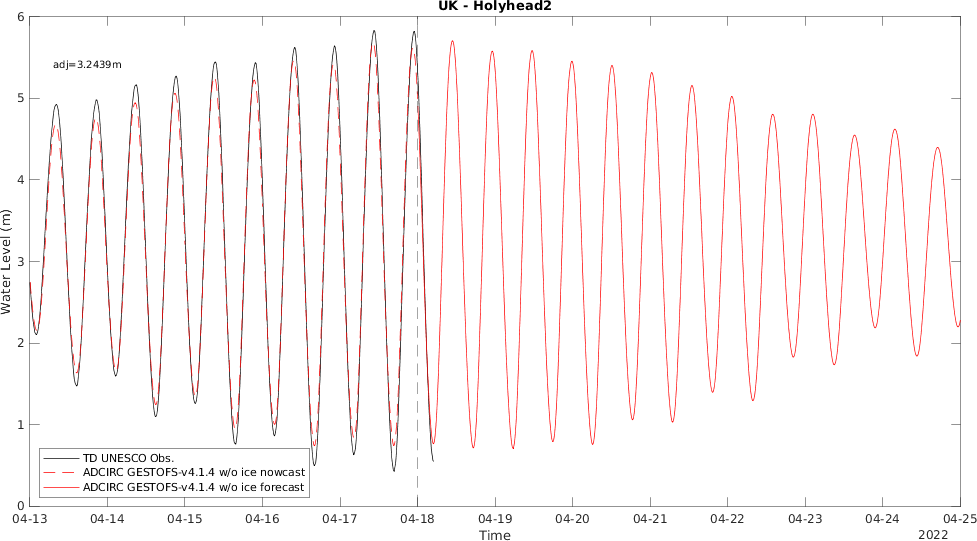 UK - Holyhead2
6
adj=3.2439m
5
4
3
2
1
0
Water Level (m)
TD UNESCO Obs.
ADCIRC GESTOFS-v4.1.4 w/o ice nowcast
ADCIRC GESTOFS-v4.1.4 w/o ice forecast
04-13 04-14 04-15 04-16 04-17 04-18 04-19 04-20 04-21 04-22 04-23 04-24 04-25
Time
2022